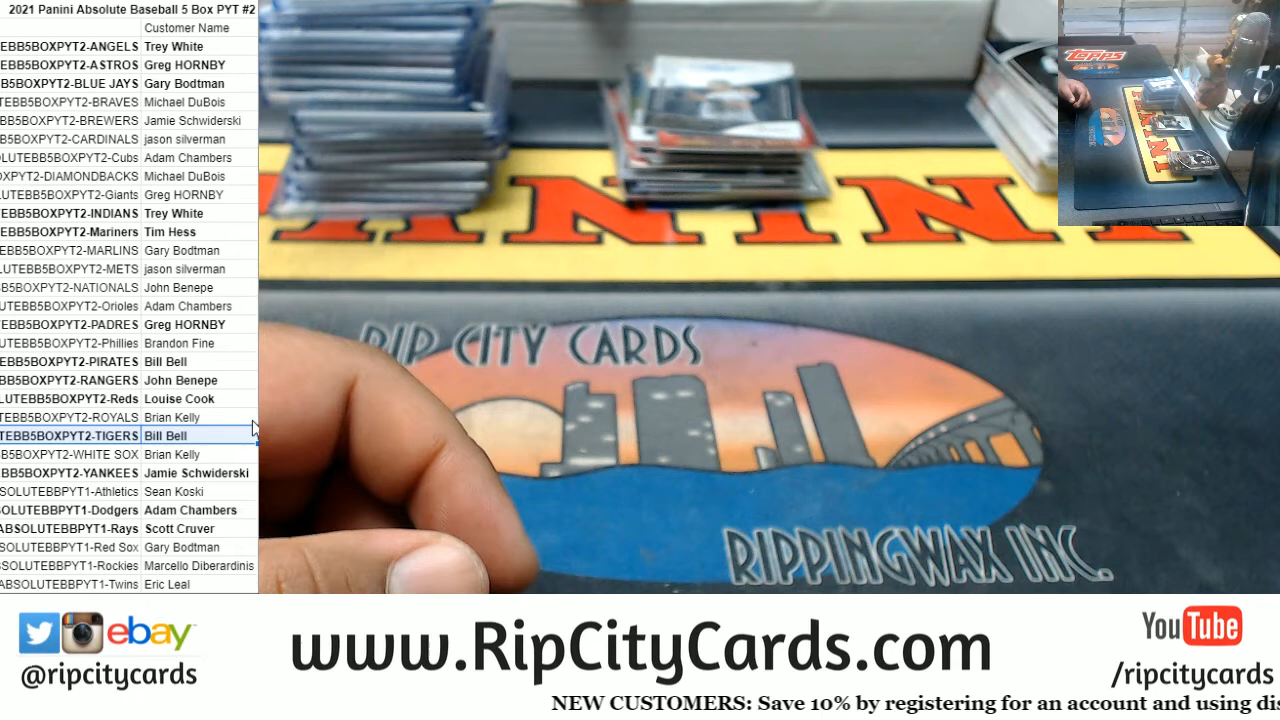 2021 Panini Absolute Baseball 5 Box PYT #2
Customer Name
EBB5BOXPYT2-ANGELS Trey White
EBB5BOXPYT2-ASTROS Greg HORNBY
B5BOXPYT2-BLUE JAYS Gary Bodtman
TEBB5BOXPYT2-BRAVES Michael DuBois
BB5BOXPYT2-BREWERS Jamie Schwiderski
B5BOXPYT2-CARDINALS jason silverman
OLUTEBB5BOXPYT2-Cubs Adam Chambers
OXPYT2-DIAMONDBACKS Michael DuBois
LUTEBB5BOXPYT2-Giants Greg HORNBY
EBB5BOXPYT2-INDIANS Trey White
TEBB5BOXPYT2-Mariners Tim Hess
EBB5BOXPYT2-MARLINS Gary Bodtman
LUTEBB5BOXPYT2-METS jason silverman
B5BOXPYT2-NATIONALS John Benepe
UTEBB5BOXPYT2-Orioles Adam Chambers
TEBB5BOXPYT2-PADRES Greg HORNBY
UTEBB5BOXPYT2-Phillies Brandon Fine
EBB5BOXPYT2-PIRATES Bill Bell
BB5BOXPYT2-RANGERS John Benepe
LUTEBB5BOXPYT2-Reds Louise Cook
TEBB5BOXPYT2-ROYALS Brian Kelly
TEBB5BOXPYT2-TIGERS Bill Bell
B5BOXPYT2-WHITE SOX Brian Kelly
BB5BOXPYT2-YANKEES Jamie Schwiderski
SOLUTEBBPYT1-Athletics Sean Koski
SOLUTEBBPYT1-Dodgers Adam Chambers
ABSOLUTEBBPYT1-Rays Scott Cruver
SOLUTEBBPYT1-Red Sox Gary Bodtman
SOLUTEBBPYT1-Rockies Marcello Diberardinis
ABSOLUTEBBPYT1-Twins Eric Leal
Topps
PANINI
ANINI
RIP CITY CARDS
RIPPINGWAX INC.
ebay
@ripcitycards
www.RipCityCards.com
YouTube
/ripcitycards
NEW CUSTOMERS: Save 10% by registering for an account and using dis